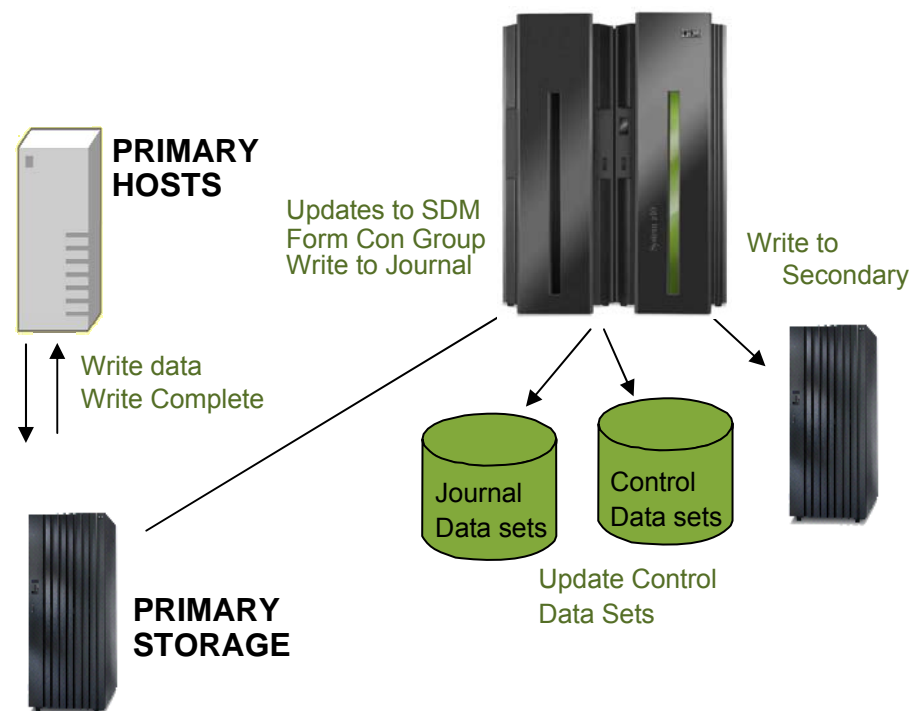 PRIMARY
HOSTS
Updates to SDM
Form Con Group
Write to Journal
Write to
Secondary
Write data
Write Complete
Journal
Data sets
Control
Data sets
Update Control
Data Sets
PRIMARY
STORAGE